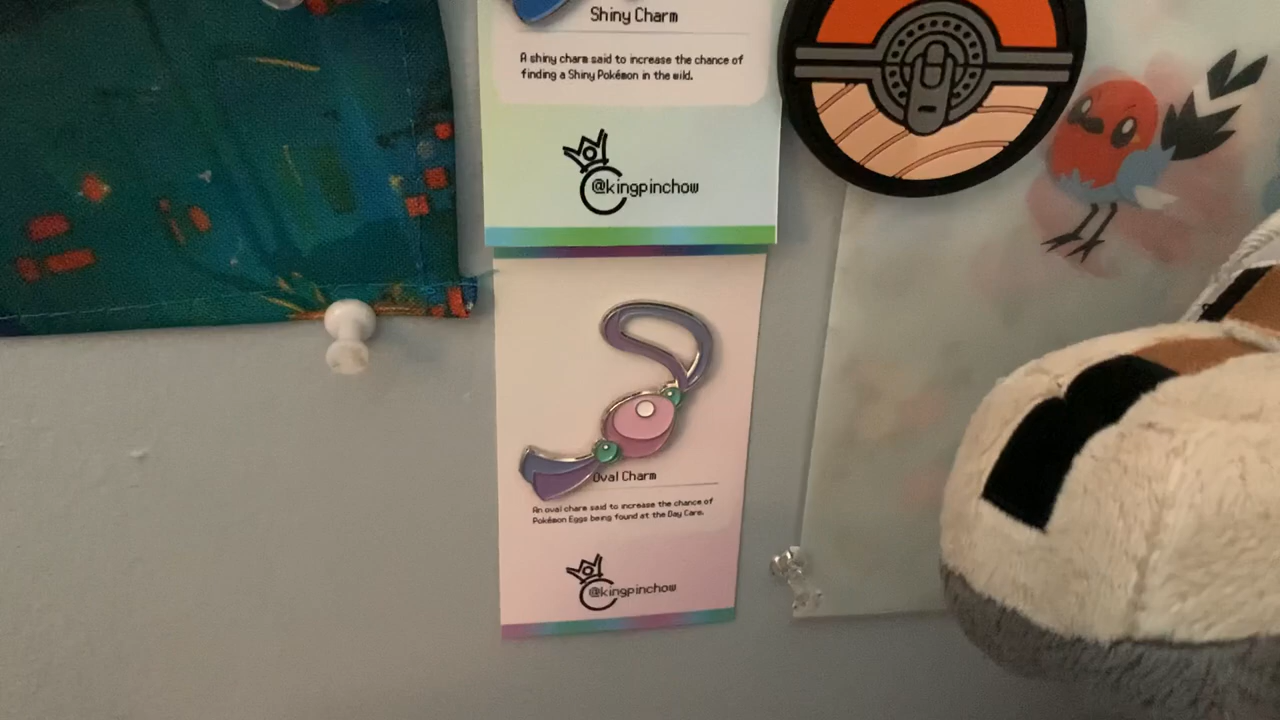 Shiny Charm
A shiny charm said to increase the chance of
finding a Shiny Pokémon in the wild.
@kingpinchow
Oval Charm
An oval charm said to increase the chance of
Pokémon Eggs being found at the Day Care.
@kingpinchow